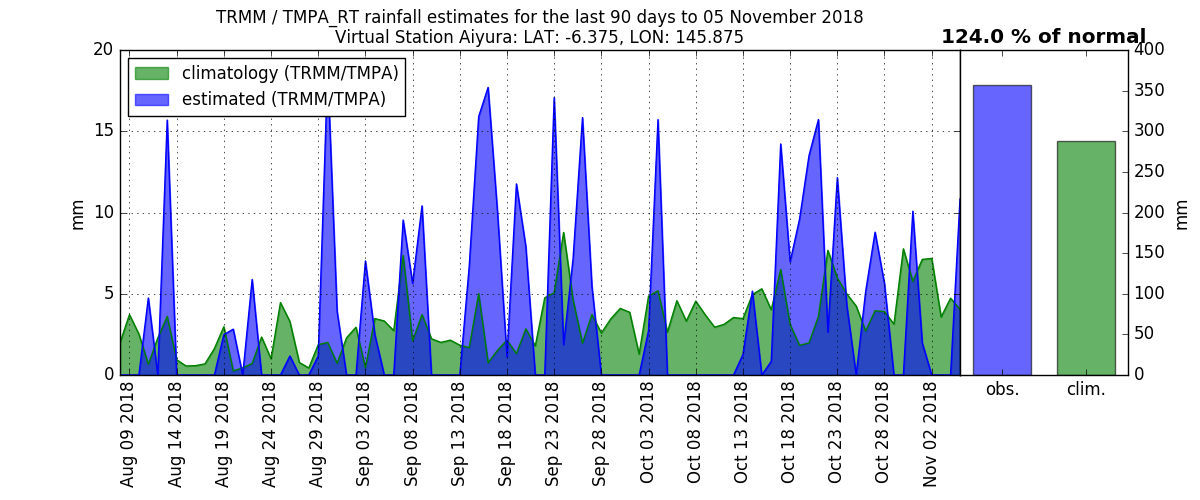 TRMM / TMPA_RT rainfall estimates for the last 90 days to 05 November 2018
Virtual Station Aiyura: LAT: -6.375, LON: 145.875
124.0 % of normal
climatology (TRMM/TMPA)
estimated (TRMM/TMPA)
20
15
10
5
0
mm
400
350
300
250
200
150
100
50
0
mm
obs.
clim.
Aug 09 2018
Aug 14 2018
Aug 19 2018
Aug 24 2018
Aug 29 2018
Sep 03 2018
Sep 08 2018
Sep 13 2018
Sep 18 2018
Sep 23 2018
Sep 28 2018
Oct 03 2018
Oct 08 2018
Oct 13 2018
Oct 18 2018
Oct 23 2018
Oct 28 2018
Nov 02 2018